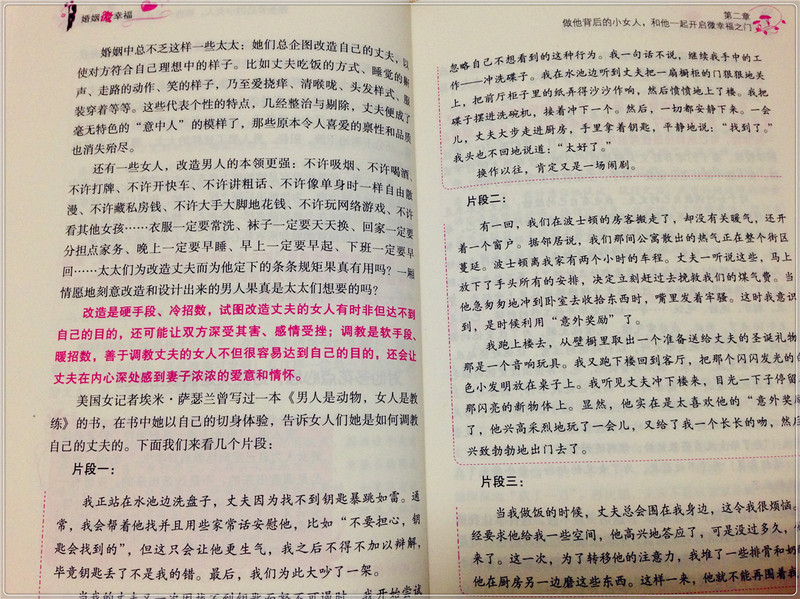 婚姻微幸福
婚姻中总不乏这样一些太太：她们总企图改造自己的丈夫，以
使对方符合自己理想中的样子。比如丈夫吃饭的方式、睡觉的鼾
声、走路的动作、笑的样子，乃至爱挠痒、清喉咙、头发样式、服
装穿着等等。这些代表个性的特点，几经整治与剔除，丈夫便成了
毫无特色的“意中人”的模样了，那些原本令人喜爱的禀性和品质
也消失殆尽。
还有一些女人，改造男人的本领更强：不许吸烟、不许喝酒、
不许打牌、不许开快车、不许讲粗话、不许像单身时一样自由散
漫、不许藏私房钱、不许大手大脚地花钱、不许玩网络游戏、不许
看其他女孩……衣服一定要常洗、袜子一定要天天换、回家一定要
分担点家务、晚上一定要早睡、早上一定要早起、下班一定要早
回……太太们为改造丈夫而为他定下的条条规矩果真有用吗？一厢
情愿地刻意改造和设计出来的男人果真是太太们想要的吗？
改造是硬手段、冷招数，试图改造丈夫的女人有时非但达不到
自己的目的，还可能让双方深受其害、感情受挫；调教是软手段、
暖招数，善于调教丈夫的女人不但很容易达到自己的目的，还会让
丈夫在内心深处感到妻子浓浓的爱意和情怀。
美国女记者埃米·萨瑟兰曾写过一本《男人是动物，女人是教
练》的书，在书中她以自己的切身体验，告诉女人们她是如何调教
自己的丈夫的。下面我们来看几个片段：
片段一：
我正站在水池边洗盘子，丈夫因为找不到钥匙暴跳如雷。通
常，我会帮着他找并且用些家常话安慰他，比如“不要担心，钥
匙会找到的”，但这只会让他更生气，我之后不得不加以辩解，
毕竟钥匙丢了不是我的错。最后，我们为此大吵了一架。
当我的丈夫又一次因找不到钥匙而怒不可遏时，我开始尝试
第二章
做他背后的小女人，和他一起开启微幸福之门
忽略自己不想看到的这种行为。我一句话不说，继续我手中的工
作——冲洗碟子。我在水池边听到丈夫把一扇橱柜的门狠狠地关
上，把前厅柜子里的纸弄得沙沙作响，然后愤愤地上了楼。我把
碟子摆进洗碗机，接着冲下一个。然后，一切都安静下来。一会
儿，丈夫大步走进厨房，手里拿着钥匙，平静地说：“找到了。”
我头也不回地说道：“太好了。”
换作以往，肯定又是一场闹剧。
片段二：
有一回，我们在波士顿的房客搬走了，却没有关暖气，还开
着一个窗户。据邻居说，我们那间公寓散出的热气正在整个街区
蔓延。波士顿离我家有两个小时的车程。丈夫一听说这些，马上
放下了手头所有的安排，决定立刻赶过去挽救我们的煤气费。当
他急匆匆地冲到卧室去收拾东西时，嘴里发着牢骚。这时我意识
到，是时候利用“意外奖励”了。
我跑上楼去，从壁橱里取出一个准备送给丈夫的圣诞礼物
那是一个音响玩具。我又跑下楼回到客厅，把那个闪闪发光的
色小发明放在桌子上。我听见丈夫冲下楼来，目光一下子停留
那闪亮的新物体上。显然，他实在是太喜欢他的“意外奖
了，他兴高采烈地玩了一会儿，又给了我一个长长的吻，然后
兴致勃勃地出门去了。
片段三：
当我做饭的时候，丈夫总会围在我身边，这令我很烦恼。
经要求他给我一些空间，他高兴地答应了，可是没过多久，
来了。这一次，为了转移他的注意力，我堆了一些排骨和奶
他在厨房另一边磨这些东西。这样一来，他就不能再围着我